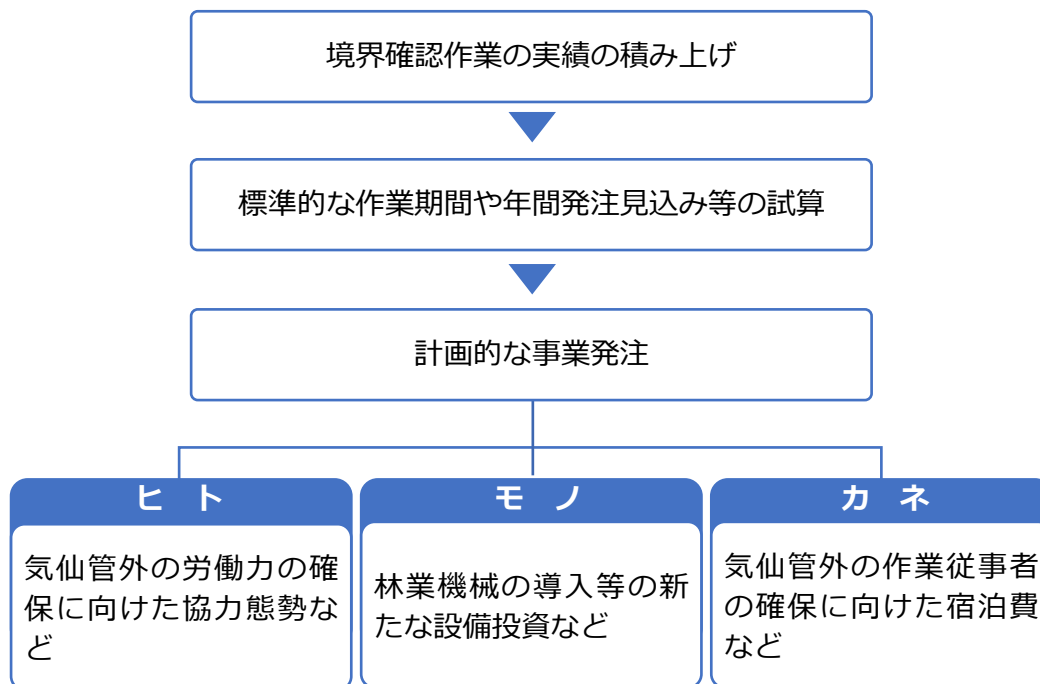 境界確認作業の実績の積み上げ
標準的な作業期間や年間発注見込み等の試算
計画的な事業発注
ヒ ト
気仙管外の労働力の確
保に向けた協力態勢な
ど
モ ノ
林業機械の導入等の新
たな設備投資など
カ ネ
気仙管外の作業従事者
の確保に向けた宿泊費
など